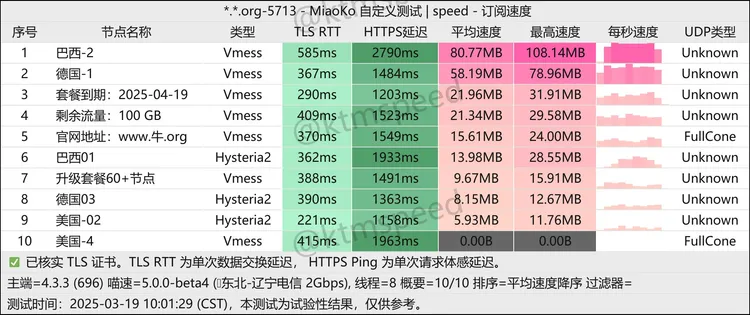 *.*.org-5713 - MiaoKo 自定义测试 | speed - 订阅速度
序号 节点名称 类型 TLS RTT HTTPS延迟 平均速度 最高速度 每秒速度 UDP类型
1 巴西-2 Vmess 585ms 2790ms 80.77MB 108.14MB Unknown
2 德国-1 Vmess 367ms 1484ms 58.19MB 78.96MB Unknown
3 套餐到期：2025-04-19 Vmess 290ms 1203ms 21.96MB 31.91MB Unknown
4 剩余流量：100 GB Vmess 409ms 1523ms 21.34MB 29.58MB Unknown
5 官网地址：www.牛.org Vmess 370ms 1549ms 15.61MB 24.00MB FullCone
6 巴西01 Hysteria2 362ms 1933ms 13.98MB 28.55MB Unknown
7 升级套餐60+节点 Vmess 388ms 1491ms 9.67MB 15.91MB Unknown
8 德国03 Hysteria2 390ms 1363ms 8.15MB 12.67MB Unknown
9 美国-02 Hysteria2 221ms 1158ms 5.93MB 11.76MB Unknown
10 美国-4 Vmess 415ms 1963ms 0.00B 0.00B FullCone
✅ 已核实 TLS 证书。TLS RTT 为单次数据交换延迟， HTTPS Ping 为单次请求体感延迟。
主端=4.3.3 (696) 喵速=5.0.0-beta4 (东北-辽宁电信 2Gbps), 线程=8 概要=10/10 排序=平均速度降序 过滤器=
测试时间：2025-03-19 10:01:29 (CST)，本测试为试验性结果，仅供参考。
@ktmspeed
@ktmspeed
@ktmspeed